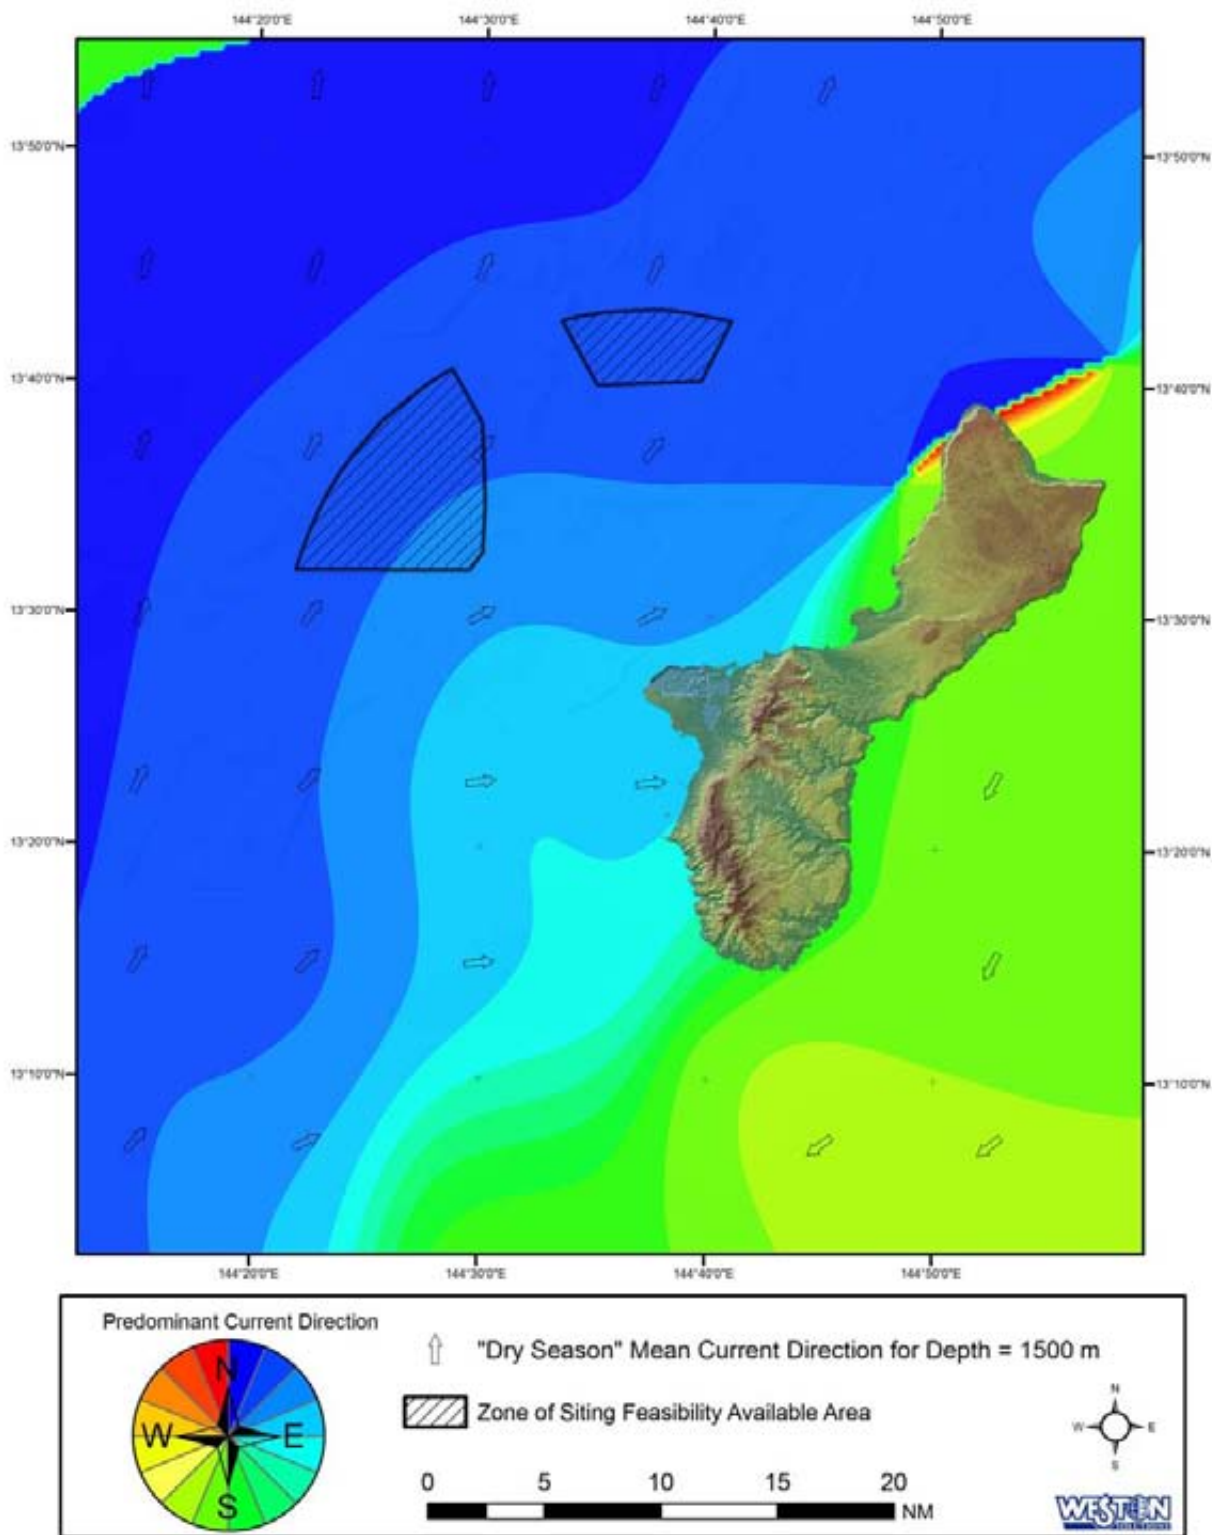 144°20'0"E 144°30'0"E 144°40'0"E 144°50'0"E
13°50'0"N 13°50'0"N
13°40'0"N 13°40'0"N
13°30'0"N 13°30'0"N
13°20'0"N 13°20'0"N
13°10'0"N 13°10'0"N
144°20'0"E 144°30'0"E 144°40'0"E 144°50'0"E
Predominant Current Direction
N
W E
S
"Dry Season" Mean Current Direction for Depth = 1500 m
Zone of Siting Feasibility Available Area
0 5 10 15 20
NM
N
W E
S
WESTON
SOLUTIONS